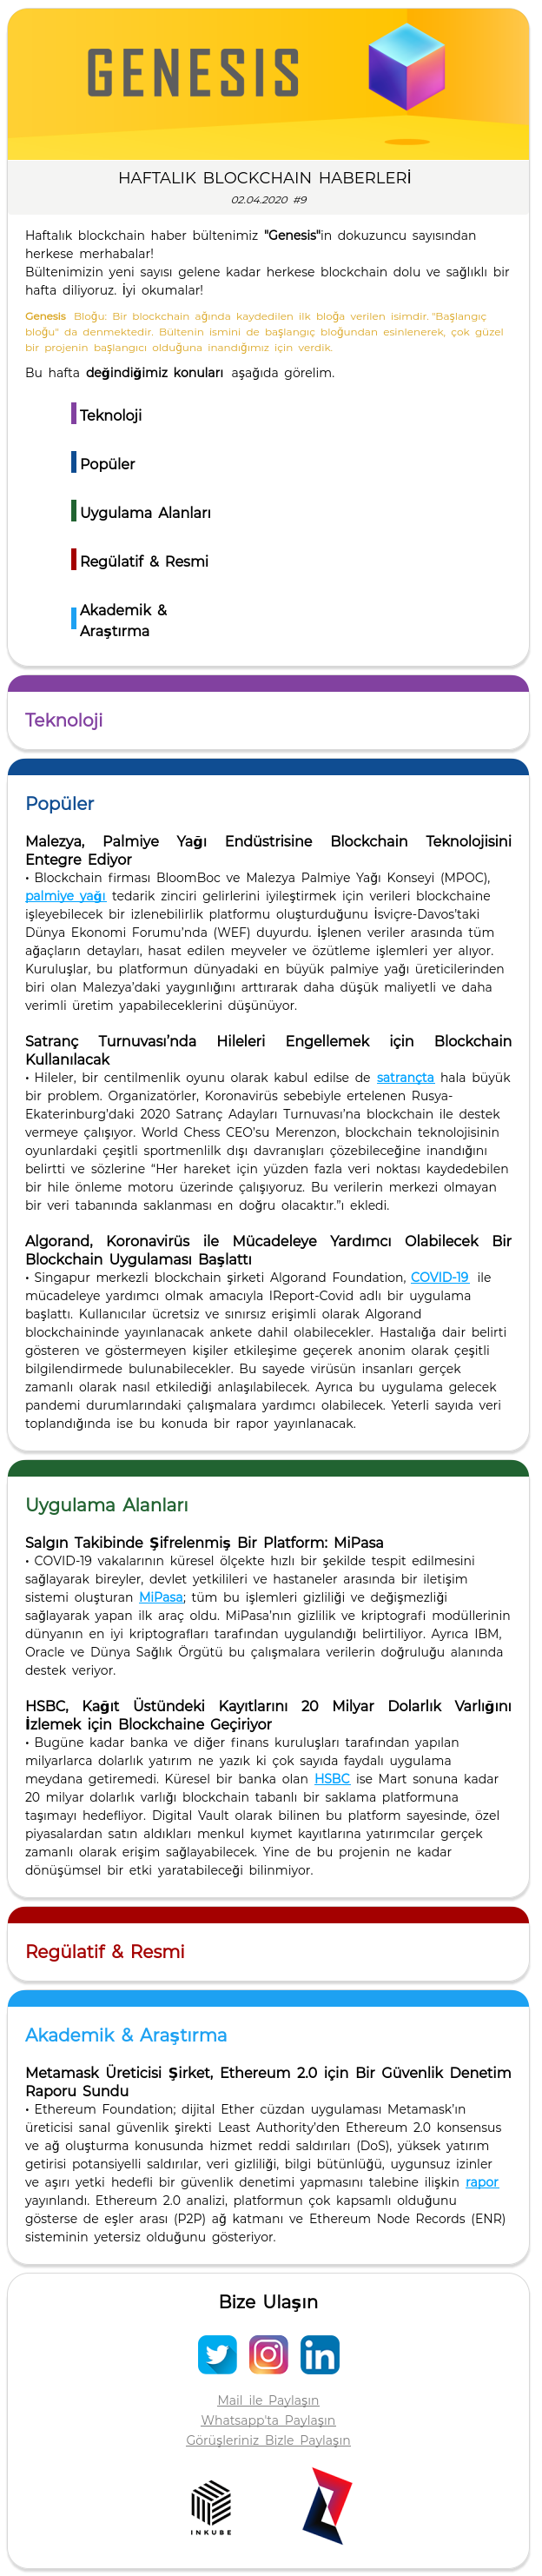 GENESIS
HAFTALIK BLOCKCHAIN HABERLERİ
02.04.2020 #9
Haftalık blockchain haber bültenimiz "Genesis"in dokuzuncu sayısından
herkese merhabalar!
Bültenimizin yeni sayısı gelene kadar herkese blockchain dolu ve sağlıklı bir
hafta diliyoruz. İyi okumalar!
Genesis Bloğu: Bir blockchain ağında kaydedilen ilk bloğa verilen isimdir. "Başlangıç
bloğu" da denmektedir. Bültenin ismini de başlangıç bloğundan esinlenerek, çok güzel
bir projenin başlangıcı olduğuna inandığımız için verdik.
Bu hafta değindiğimiz konuları aşağıda görelim.
Teknoloji
Popüler
Uygulama Alanları
Regülatif & Resmi
Akademik &
Araştırma
Teknoloji
Popüler
Malezya, Palmiye Yağı Endüstrisine Blockchain Teknolojisini
Entegre Ediyor
• Blockchain firması BloomBoc ve Malezya Palmiye Yağı Konseyi (MPOC),
palmiye yağı tedarik zinciri gelirlerini iyileştirmek için verileri blockchaine
işleyebilecek bir izlenebilirlik platformu oluşturduğunu İsviçre-Davos’taki
Dünya Ekonomi Forumu’nda (WEF) duyurdu. İşlenen veriler arasında tüm
ağaçların detayları, hasat edilen meyveler ve özütleme işlemleri yer alıyor.
Kuruluşlar, bu platformun dünyadaki en büyük palmiye yağı üreticilerinden
biri olan Malezya’daki yaygınlığını arttırarak daha düşük maliyetli ve daha
verimli üretim yapabileceklerini düşünüyor.
Satranç Turnuvası’nda Hileleri Engellemek için Blockchain
Kullanılacak
• Hileler, bir centilmenlik oyunu olarak kabul edilse de satrançta hala büyük
bir problem. Organizatörler, Koronavirüs sebebiyle ertelenen Rusya-
Ekaterinburg'daki 2020 Satranç Adayları Turnuvası’na blockchain ile destek
vermeye çalışıyor. World Chess CEO'su Merenzon, blockchain teknolojisinin
oyunlardaki çeşitli sportmenlilk dışı davranışları çözebileceğine inandığını
belirtti ve sözlerine “Her hareket için yüzden fazla veri noktası kaydedebilen
bir hile önleme motoru üzerinde çalışıyoruz. Bu verilerin merkezi olmayan
bir veri tabanında saklanması en doğru olacaktır.”ı ekledi.
Algorand, Koronavirüs ile Mücadeleye Yardımcı Olabilecek Bir
Blockchain Uygulaması Başlattı
• Singapur merkezli blockchain şirketi Algorand Foundation, COVID-19 ile
mücadeleye yardımcı olmak amacıyla IReport-Covid adlı bir uygulama
başlattı. Kullanıcılar ücretsiz ve sınırsız erişimli olarak Algorand
blockchaininde yayınlanacak ankete dahil olabilecekler. Hastalığa dair belirti
gösteren ve göstermeyen kişiler etkileşime geçerek anonim olarak çeşitli
bilgilendirmede bulunabilecekler. Bu sayede virüsün insanları gerçek
zamanlı olarak nasıl etkilediği anlaşılabilecek. Ayrıca bu uygulama gelecek
pandemi durumlarındaki çalışmalara yardımcı olabilecek. Yeterli sayıda veri
toplandığında ise bu konuda bir rapor yayınlanacak.
Uygulama Alanları
Salgın Takibinde Şifrelenmiş Bir Platform: MiPasa
• COVID-19 vakalarının küresel ölçekte hızlı bir şekilde tespit edilmesini
sağlayarak bireyler, devlet yetkilileri ve hastaneler arasında bir iletişim
sistemi oluşturan MiPasa; tüm bu işlemleri gizliliği ve değişmezliği
sağlayarak yapan ilk araç oldu. MiPasa’nın gizlilik ve kriptografi modüllerinin
dünyanın en iyi kriptografları tarafından uygulandığı belirtiliyor. Ayrıca IBM,
Oracle ve Dünya Sağlık Örgütü bu çalışmalara verilerin doğruluğu alanında
destek veriyor.
HSBC, Kağıt Üstündeki Kayıtlarını 20 Milyar Dolarlık Varlığını
İzlemek için Blockchaine Geçiriyor
• Bugüne kadar banka ve diğer finans kuruluşları tarafından yapılan
milyarlarca dolarlık yatırım ne yazık ki çok sayıda faydalı uygulama
meydana getiremedi. Küresel bir banka olan HSBC ise Mart sonuna kadar
20 milyar dolarlık varlığı blockchain tabanlı bir saklama platformuna
taşımayı hedefliyor. Digital Vault olarak bilinen bu platform sayesinde, özel
piyasalardan satın aldıkları menkul kıymet kayıtlarına yatırımcılar gerçek
zamanlı olarak erişim sağlayabilecek. Yine de bu projenin ne kadar
dönüşümsel bir etki yaratabileceği bilinmiyor.
Regülatif & Resmi
Akademik & Araştırma
Metamask Üreticisi Şirket, Ethereum 2.0 için Bir Güvenlik Denetim
Raporu Sundu
• Ethereum Foundation; dijital Ether cüzdan uygulaması Metamask’ın
üreticisi sanal güvenlik şirekti Least Authority’den Ethereum 2.0 konsensus
ve ağ oluşturma konusunda hizmet reddi saldırıları (DoS), yüksek yatırım
getirisi potansiyelli saldırılar, veri gizliliği, bilgi bütünlüğü, uygunsuz izinler
ve aşırı yetki hedefli bir güvenlik denetimi yapmasını talebine ilişkin rapor
yayınlandı. Ethereum 2.0 analizi, platformun çok kapsamlı olduğunu
gösterse de eşler arası (P2P) ağ katmanı ve Ethereum Node Records (ENR)
sisteminin yetersiz olduğunu gösteriyor.
Bize Ulaşın
Mail ile Paylaşın
Whatsapp'ta Paylaşın
Görüşleriniz Bizle Paylaşın
INKUBE